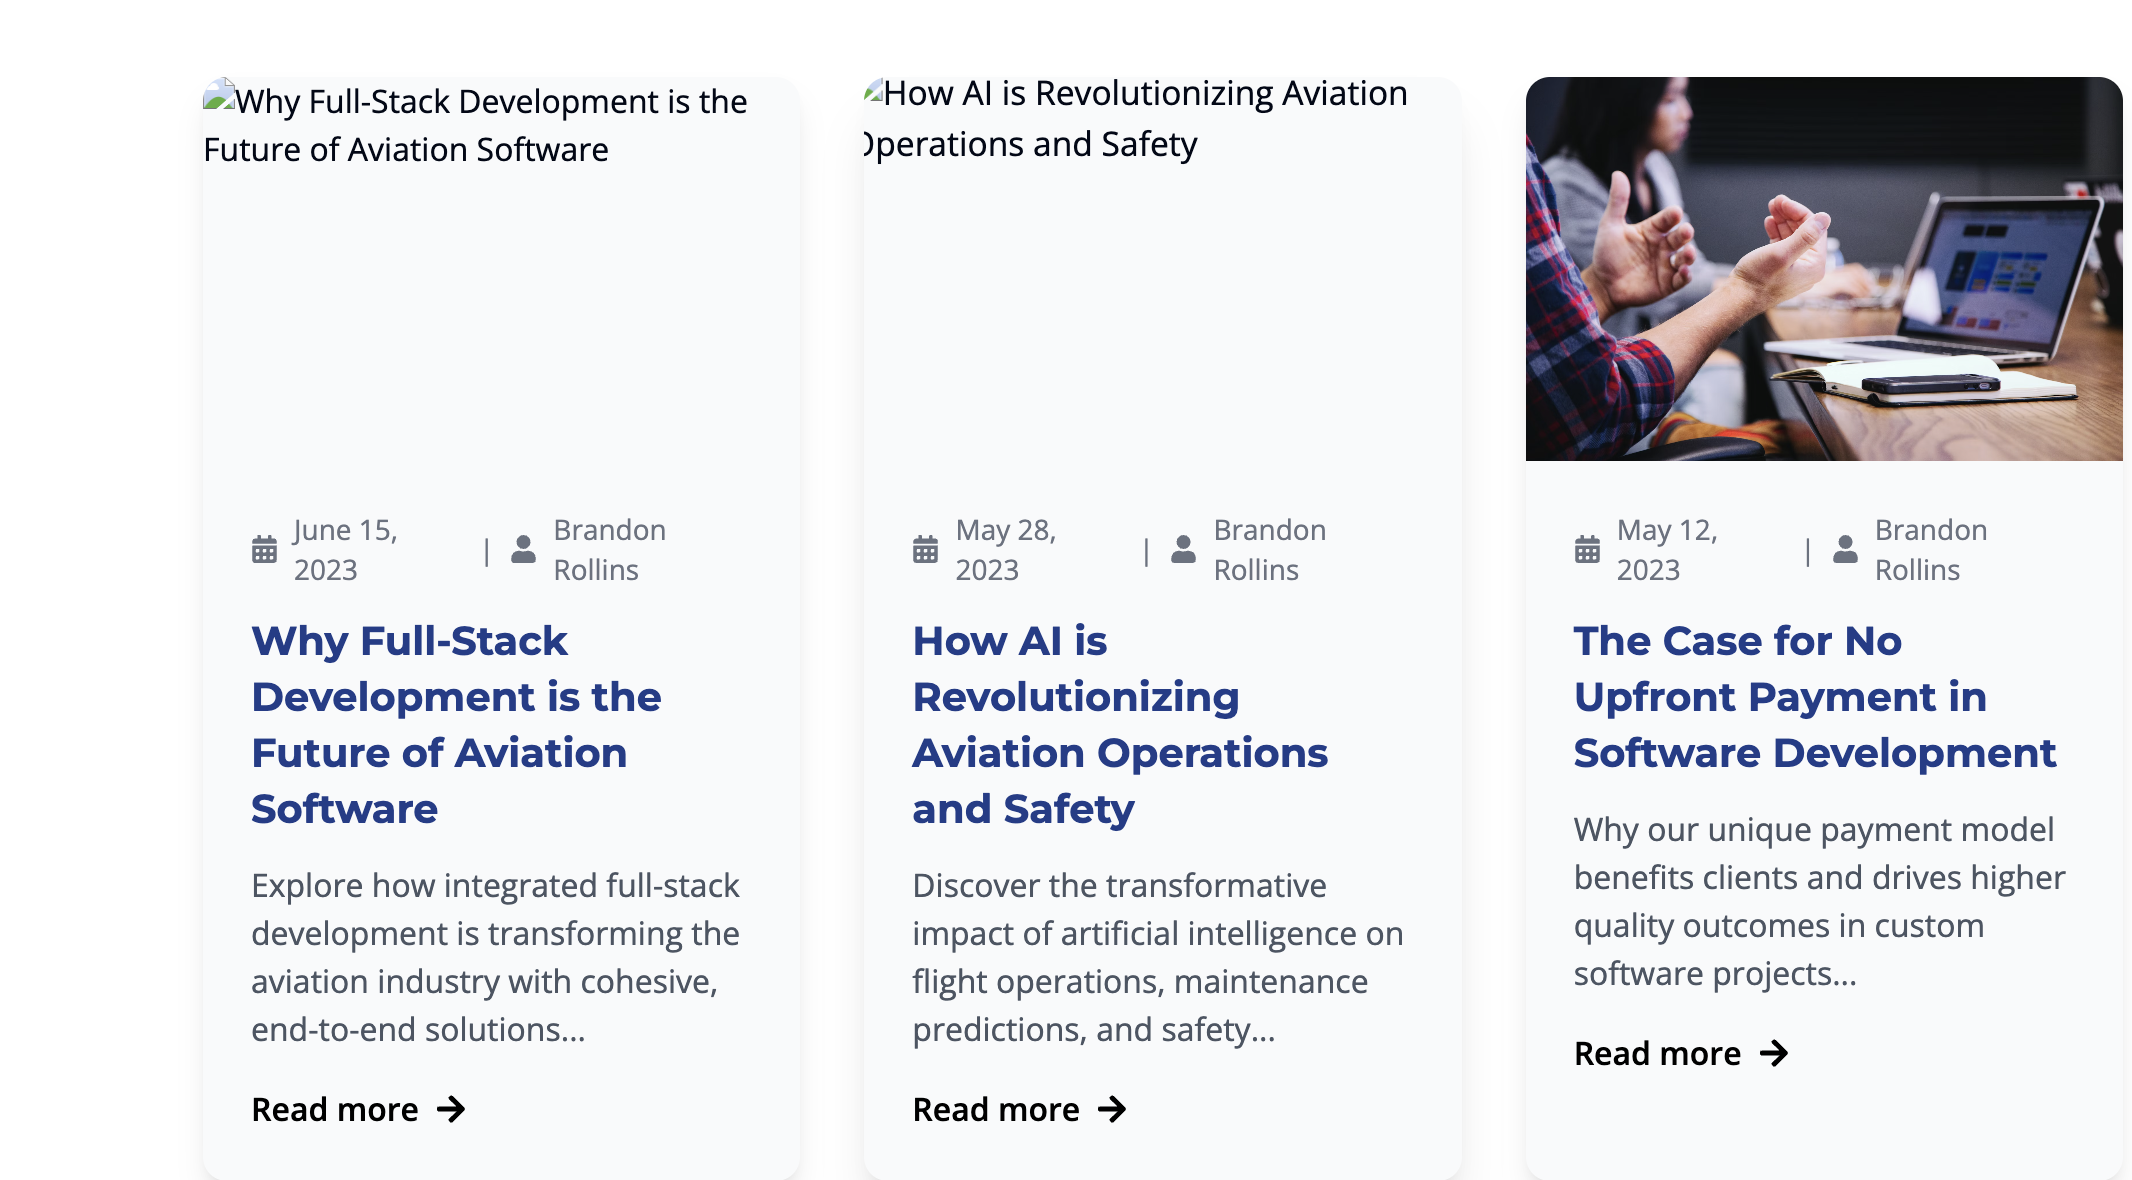 Why Full-Stack Development is the
Future of Aviation Software
June 15,
2023
|
Brandon
Rollins
Why Full-Stack
Development is the
Future of Aviation
Software
Explore how integrated full-stack
development is transforming the
aviation industry with cohesive,
end-to-end solutions...
Read more
How AI is Revolutionizing Aviation
Operations and Safety
May 28,
2023
|
Brandon
Rollins
How AI is
Revolutionizing
Aviation Operations
and Safety
Discover the transformative
impact of artificial intelligence on
flight operations, maintenance
predictions, and safety...
Read more
May 12,
2023
|
Brandon
Rollins
The Case for No
Upfront Payment in
Software Development
Why our unique payment model
benefits clients and drives higher
quality outcomes in custom
software projects...
Read more